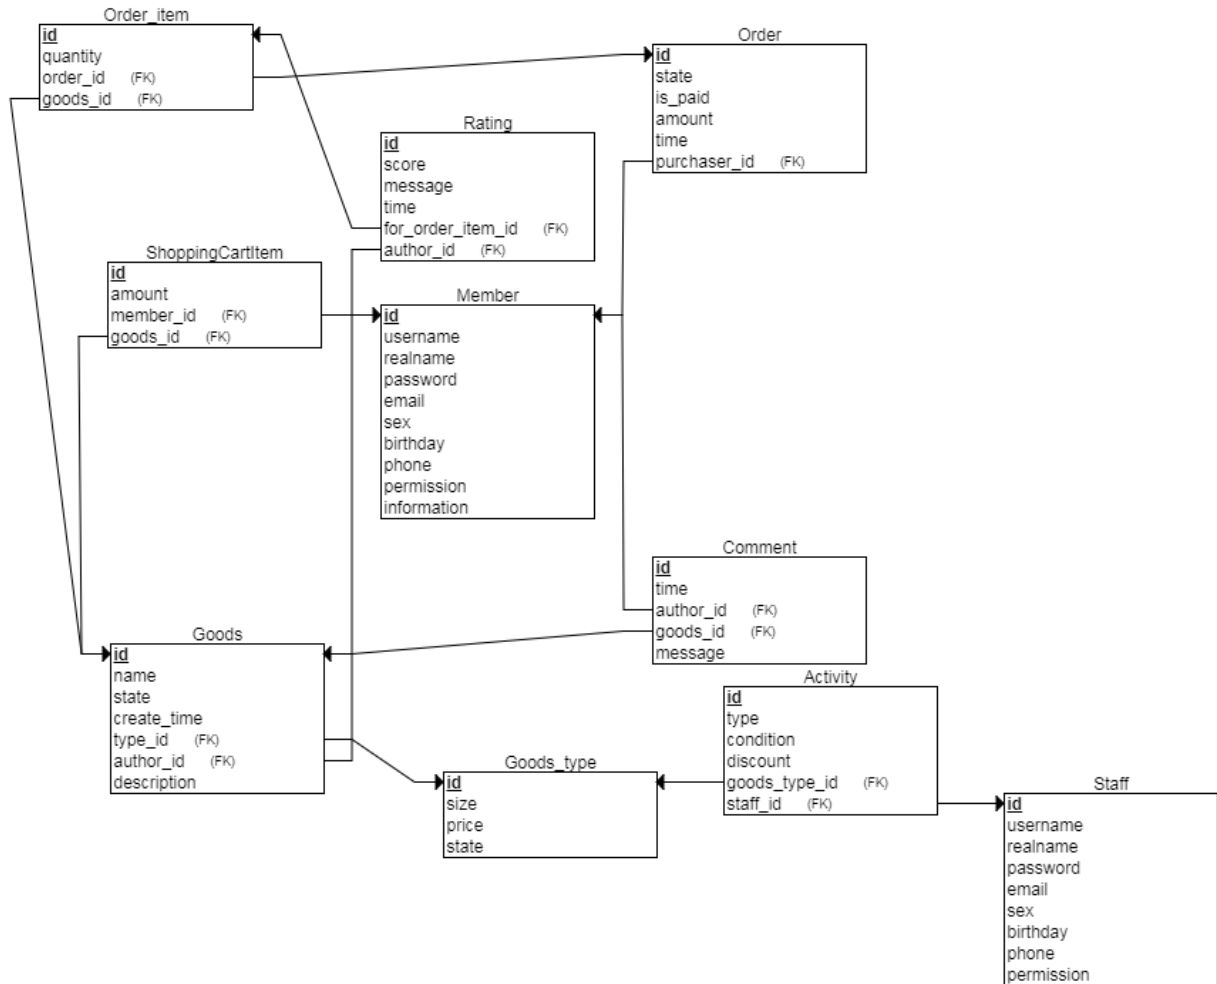 Order_item
id
quantity
order_id (FK)
goods_id (FK)
Order
id
state
is_paid
amount
time
purchaser_id (FK)
Rating
id
score
message
time
for_order_item_id (FK)
author_id (FK)
ShoppingCartItem
id
amount
member_id (FK)
goods_id (FK)
Member
id
username
realname
password
email
sex
birthday
phone
permission
information
Comment
id
time
author_id (FK)
goods_id (FK)
message
Goods
id
name
state
create_time
type_id (FK)
author_id (FK)
description
Goods_type
id
size
price
state
Activity
id
type
condition
discount
goods_type_id (FK)
staff_id (FK)
Staff
id
username
realname
password
email
sex
birthday
phone
permission